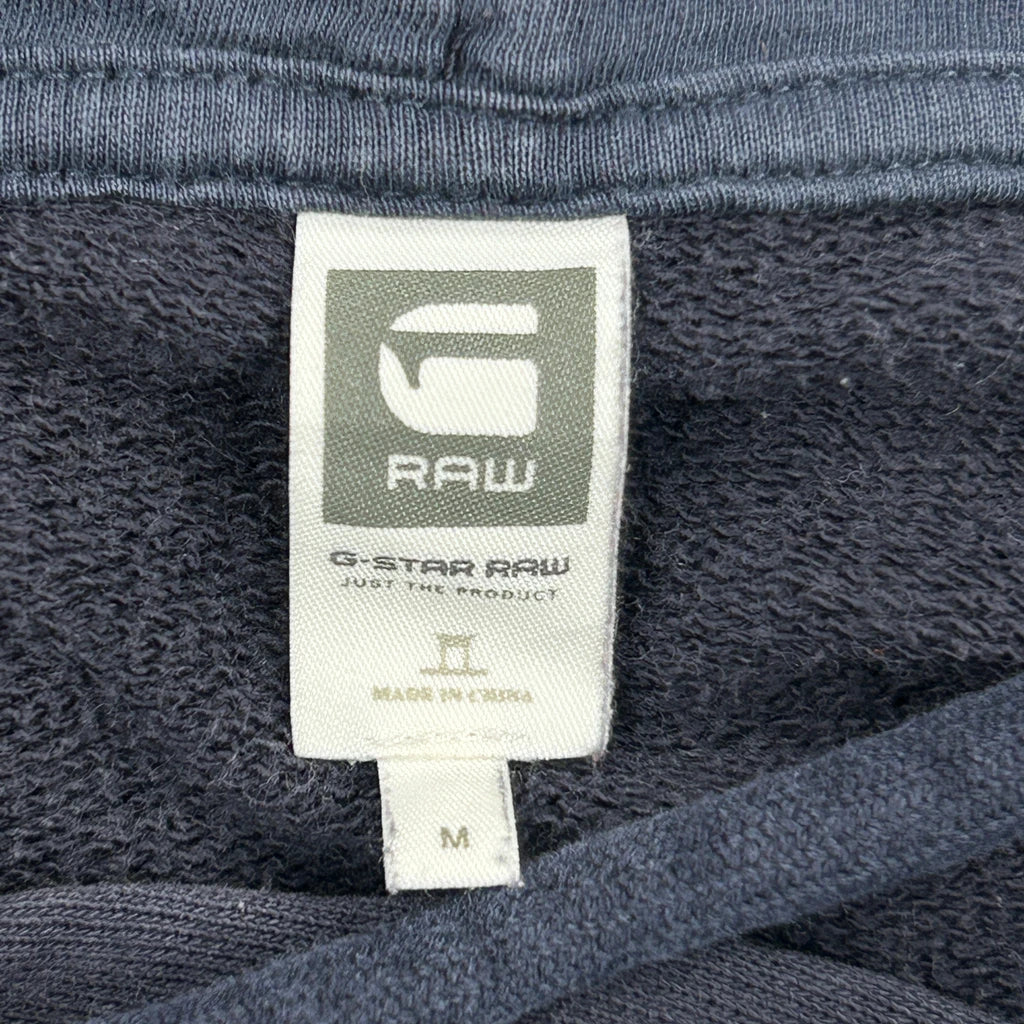 RAW
G-STAR RAW
JUST THE PRODUCT
MADE IN CHINA
M